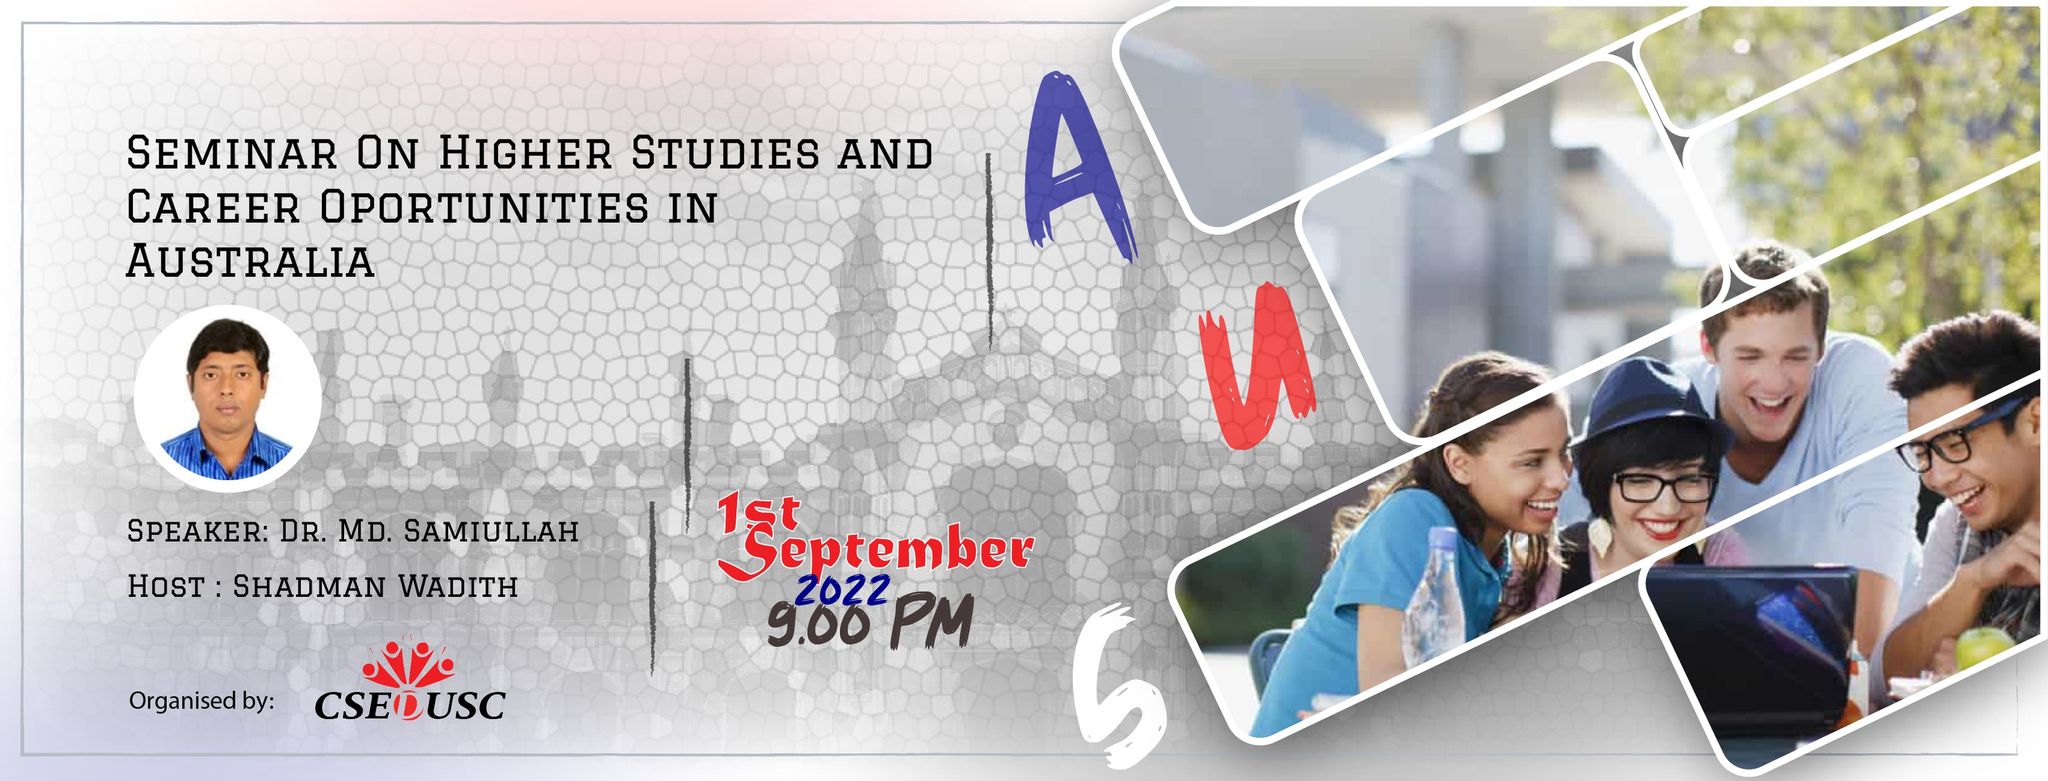 Seminar On Higher Studies and
Career Oportunities in
Australia
Speaker: Dr. Md. Samiullah
Host : Shadman Wadith
Organised by: CSEDUSC
1st
September
2022
9.00 PM
A
U
S